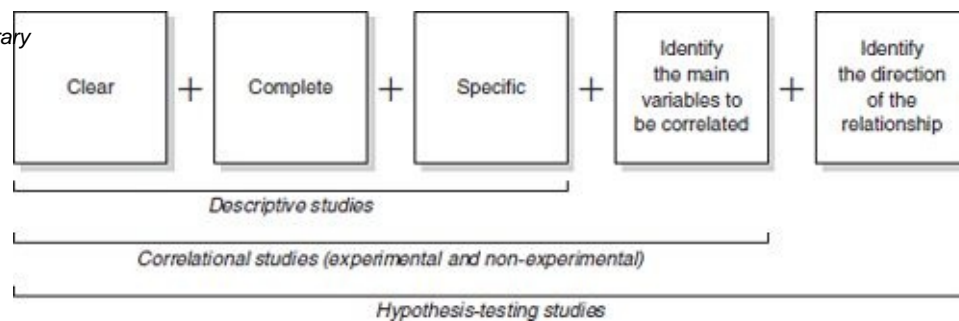 Clear
+
Complete
+
Specific
+
Identify
the main
variables to
be correlated
+
Identify
the direction
of the
relationship
Descriptive studies
Correlational studies (experimental and non-experimental)
Hypothesis-testing studies